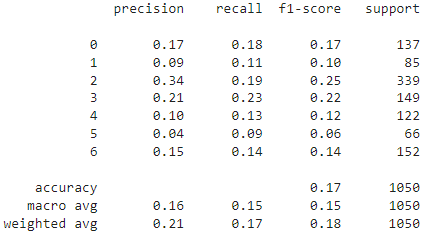 precision recall f1-score support
0 0.17 0.18 0.17 137
1 0.09 0.11 0.10 85
2 0.34 0.19 0.25 339
3 0.21 0.23 0.22 149
4 0.10 0.13 0.12 122
5 0.04 0.09 0.06 66
6 0.15 0.14 0.14 152
accuracy 0.17 1050
macro avg 0.16 0.15 0.15 1050
weighted avg 0.21 0.17 0.18 1050